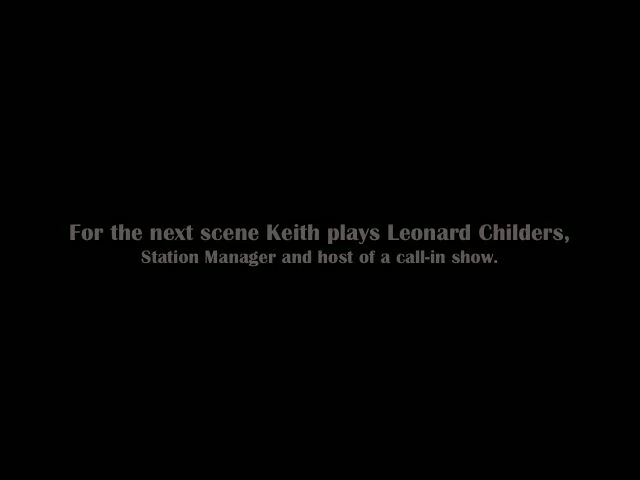 For the next scene Keith plays Leonard Childers,
Station Manager and host of a call-in show.